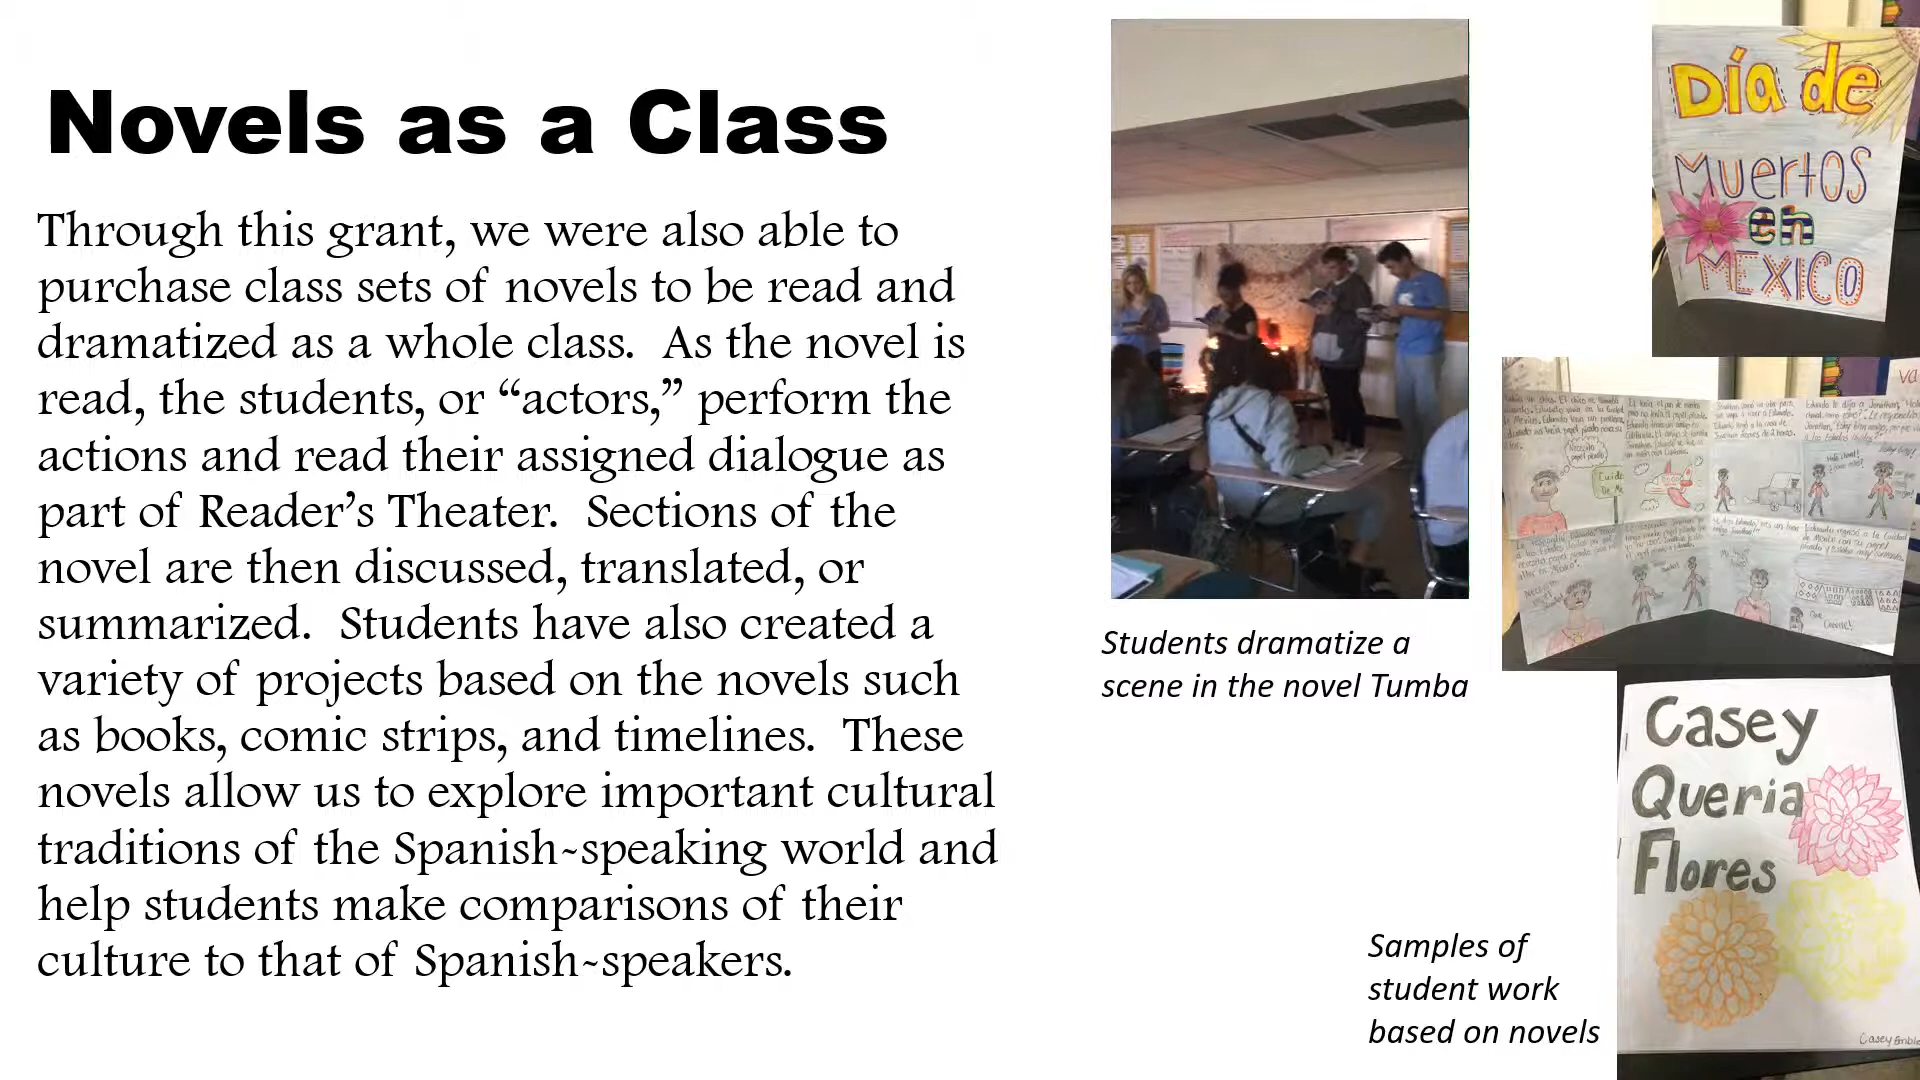 Novels as a Class
Through this grant, we were also able to
purchase class sets of novels to be read and
dramatized as a whole class. As the novel is
read, the students, or “actors,” perform the
actions and read their assigned dialogue as
part of Reader’s Theater. Sections of the
novel are then discussed, translated, or
summarized. Students have also created a
variety of projects based on the novels such
as books, comic strips, and timelines. These
novels allow us to explore important cultural
traditions of the Spanish-speaking world and
help students make comparisons of their
culture to that of Spanish-speakers.
Students dramatize a
scene in the novel Tumba
Samples of
student work
based on novels
Día de
Muertos
en
MEXICO
Casey
Queria
Flores